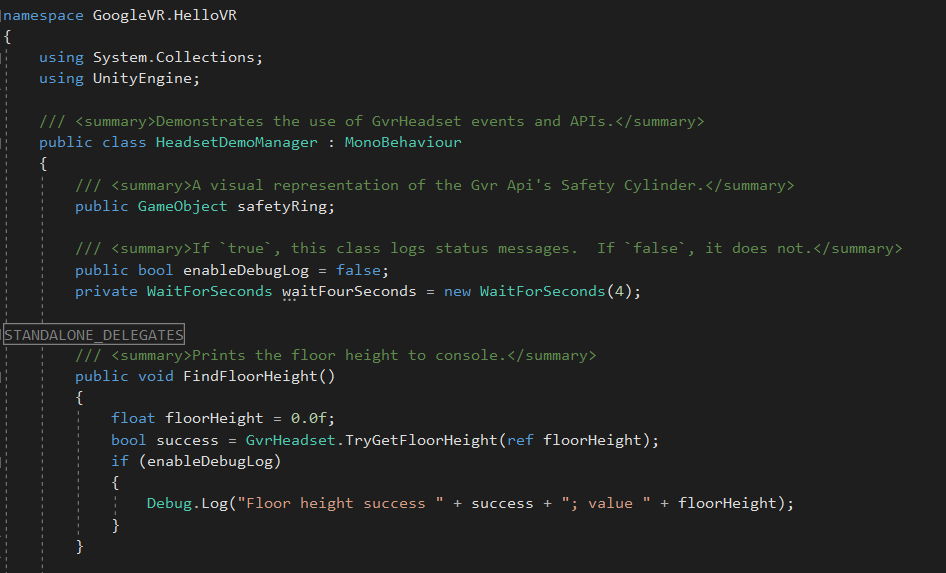 namespace GoogleVR.HelloVR
{
using System.Collections;
using UnityEngine;
/// <summary>Demonstrates the use of GvrHeadset events and APIs.</summary>
public class HeadsetDemoManager : MonoBehaviour
{
/// <summary>A visual representation of the Gvr Api's Safety Cylinder.</summary>
public GameObject safetyRing;
/// <summary>If `true`, this class logs status messages.  If `false`, it does not.</summary>
public bool enableDebugLog = false;
private WaitForSeconds waitFourSeconds = new WaitForSeconds(4);
STANDALONE_DELEGATES
/// <summary>Prints the floor height to console.</summary>
public void FindFloorHeight()
{
float floorHeight = 0.0f;
bool success = GvrHeadset.TryGetFloorHeight(ref floorHeight);
if (enableDebugLog)
{
Debug.Log("Floor height success " + success + "; value " + floorHeight);
}
}